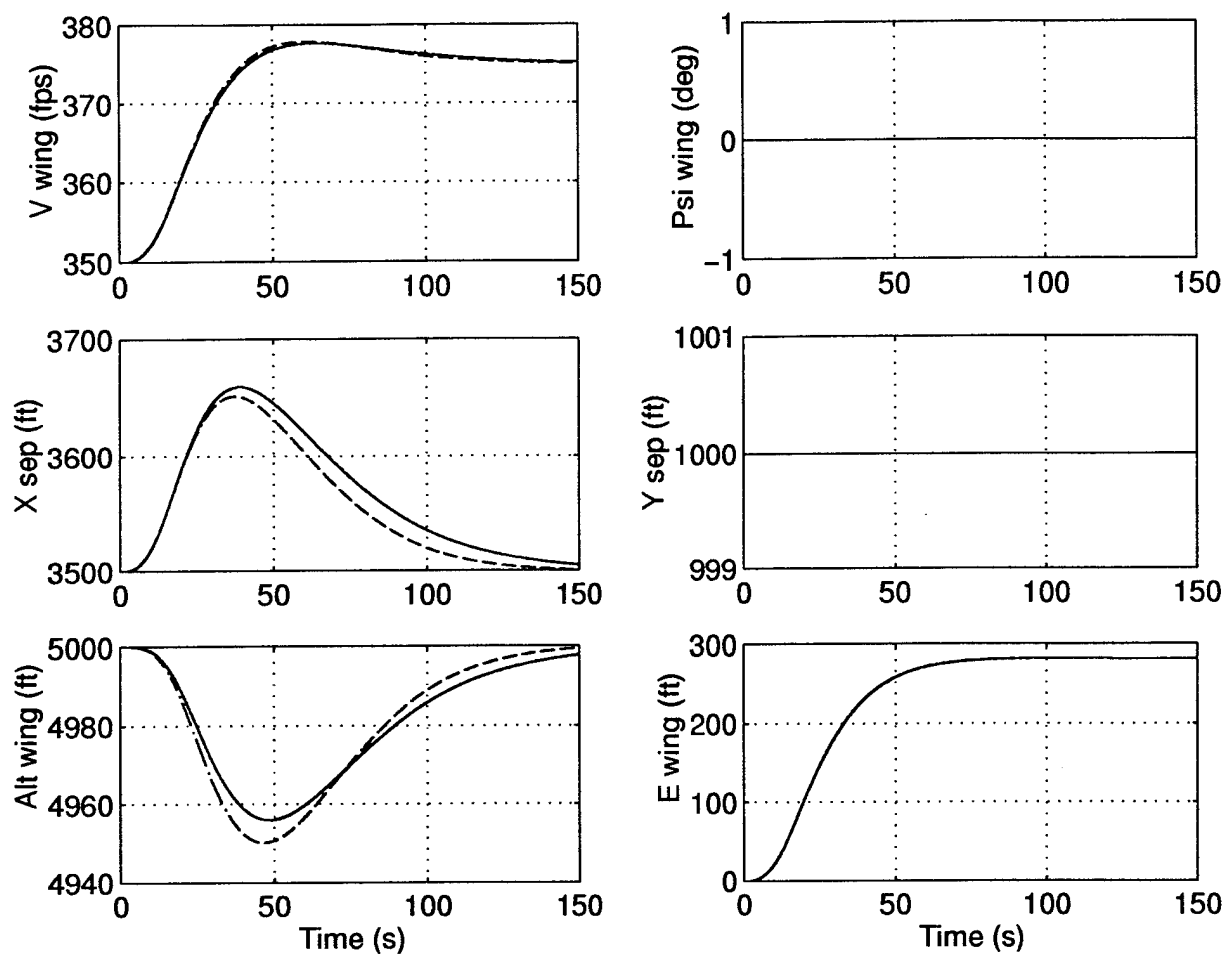 V wing (fps)
380
370
360
350
0 50 100 150
Psi wing (deg)
1
0
−1
0 50 100 150
X sep (ft)
3700
3600
3500
0 50 100 150
Y sep (ft)
1001
1000
999
0 50 100 150
Alt wing (ft)
5000
4980
4960
4940
0 50 100 150
Time (s)
E wing (ft)
300
200
100
0
0 50 100 150
Time (s)